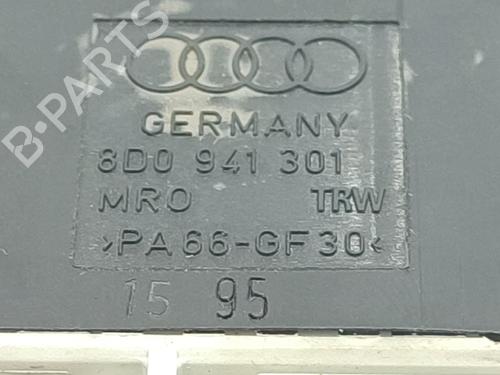 B-PARTS
GERMANY
8D0 941 301
MRO TRW
>PA66-GF30<
15 95